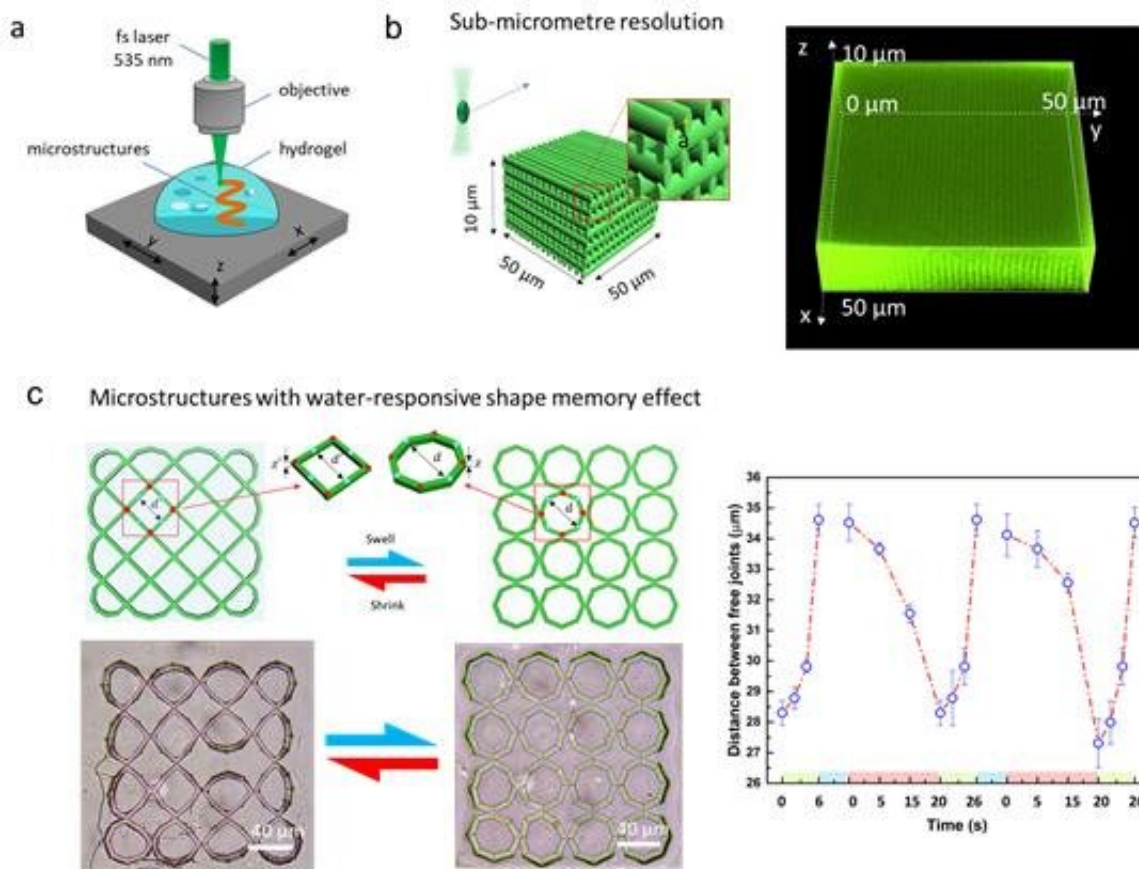 a
fs laser
535 nm
objective
microstructures
hydrogel
y
x
z
b
Sub-micrometre resolution
a
10 μm
50 μm
50 μm
z
10 μm
0 μm
50 μm
y
x
50 μm
c
Microstructures with water-responsive shape memory effect
d
z'
d'
d
z
d
Swell
Shrink
40 μm
40 μm
Distance between free joints (μm)
36
35
34
33
32
31
30
29
28
27
26
0 6 0 5 15 20 26 0 5 15 20 26
Time (s)